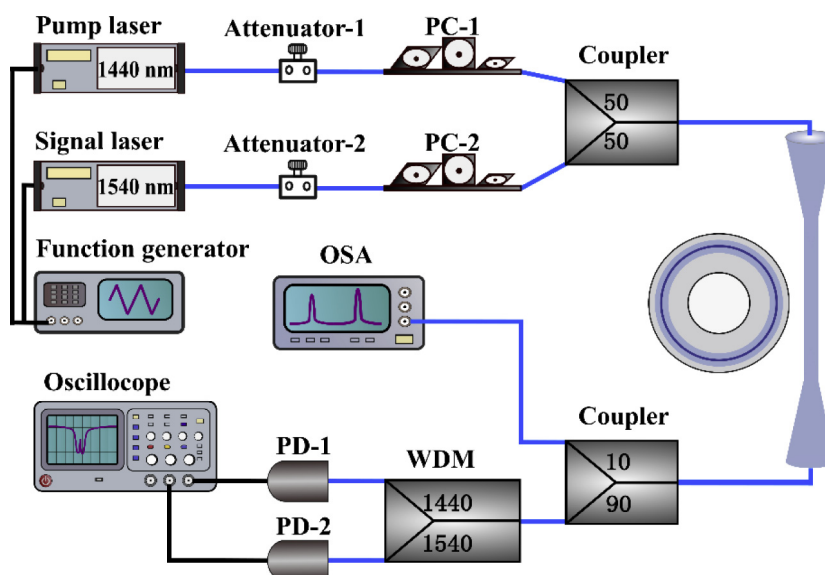 Pump laser
1440 nm
Attenuator-1
PC-1
Coupler
50
50
Signal laser
1540 nm
Attenuator-2
PC-2
Function generator
OSA
Oscillocope
PD-1
PD-2
WDM
1440
1540
Coupler
10
90